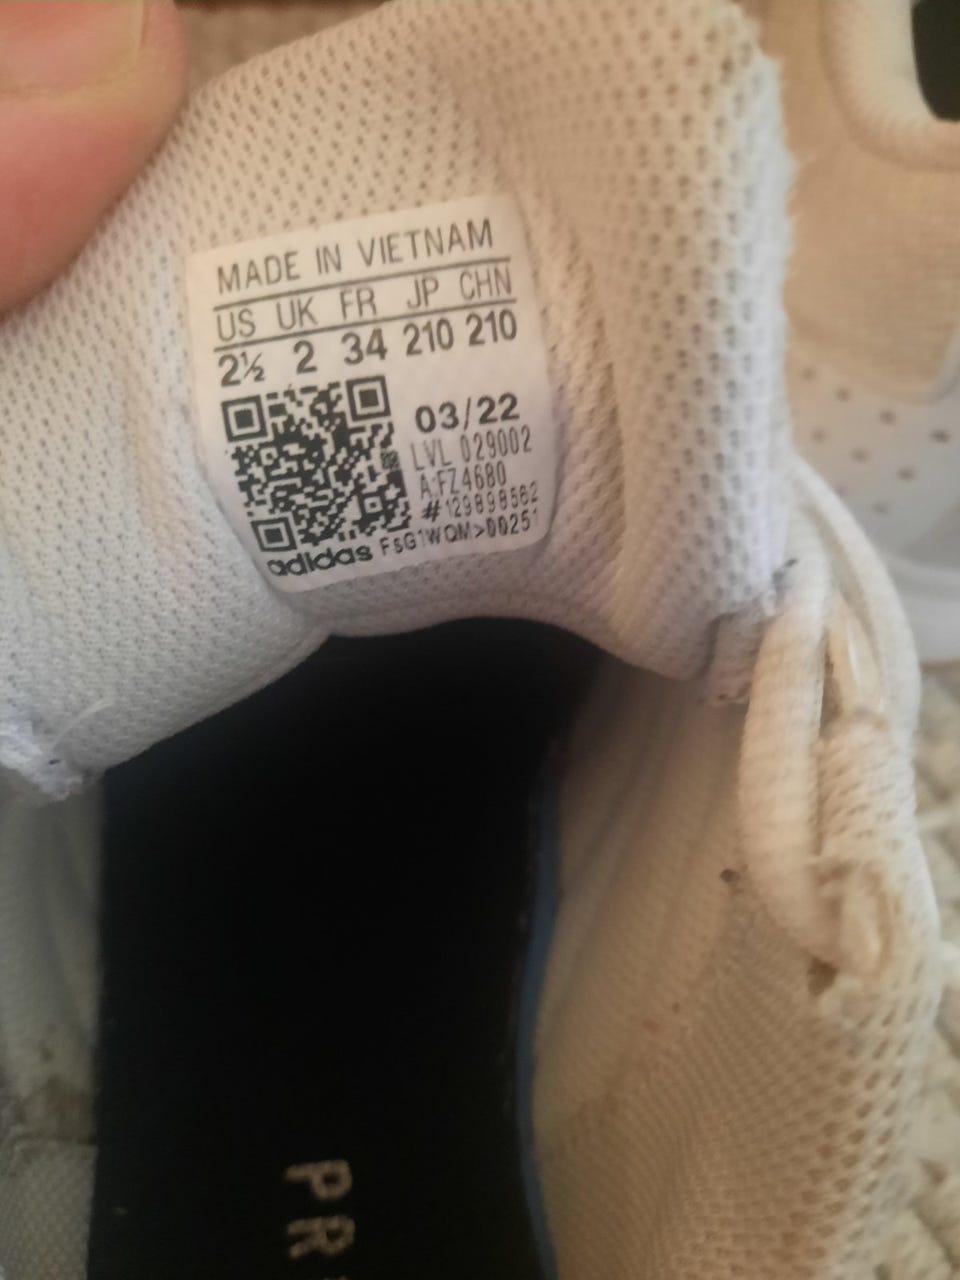 MADE IN VIETNAM
US UK FR JP CHN
2½ 2 34 210 210
03/22
LVL 029002
A:FZ4680
#129898562
adidas FsG1WQM>00251
PR